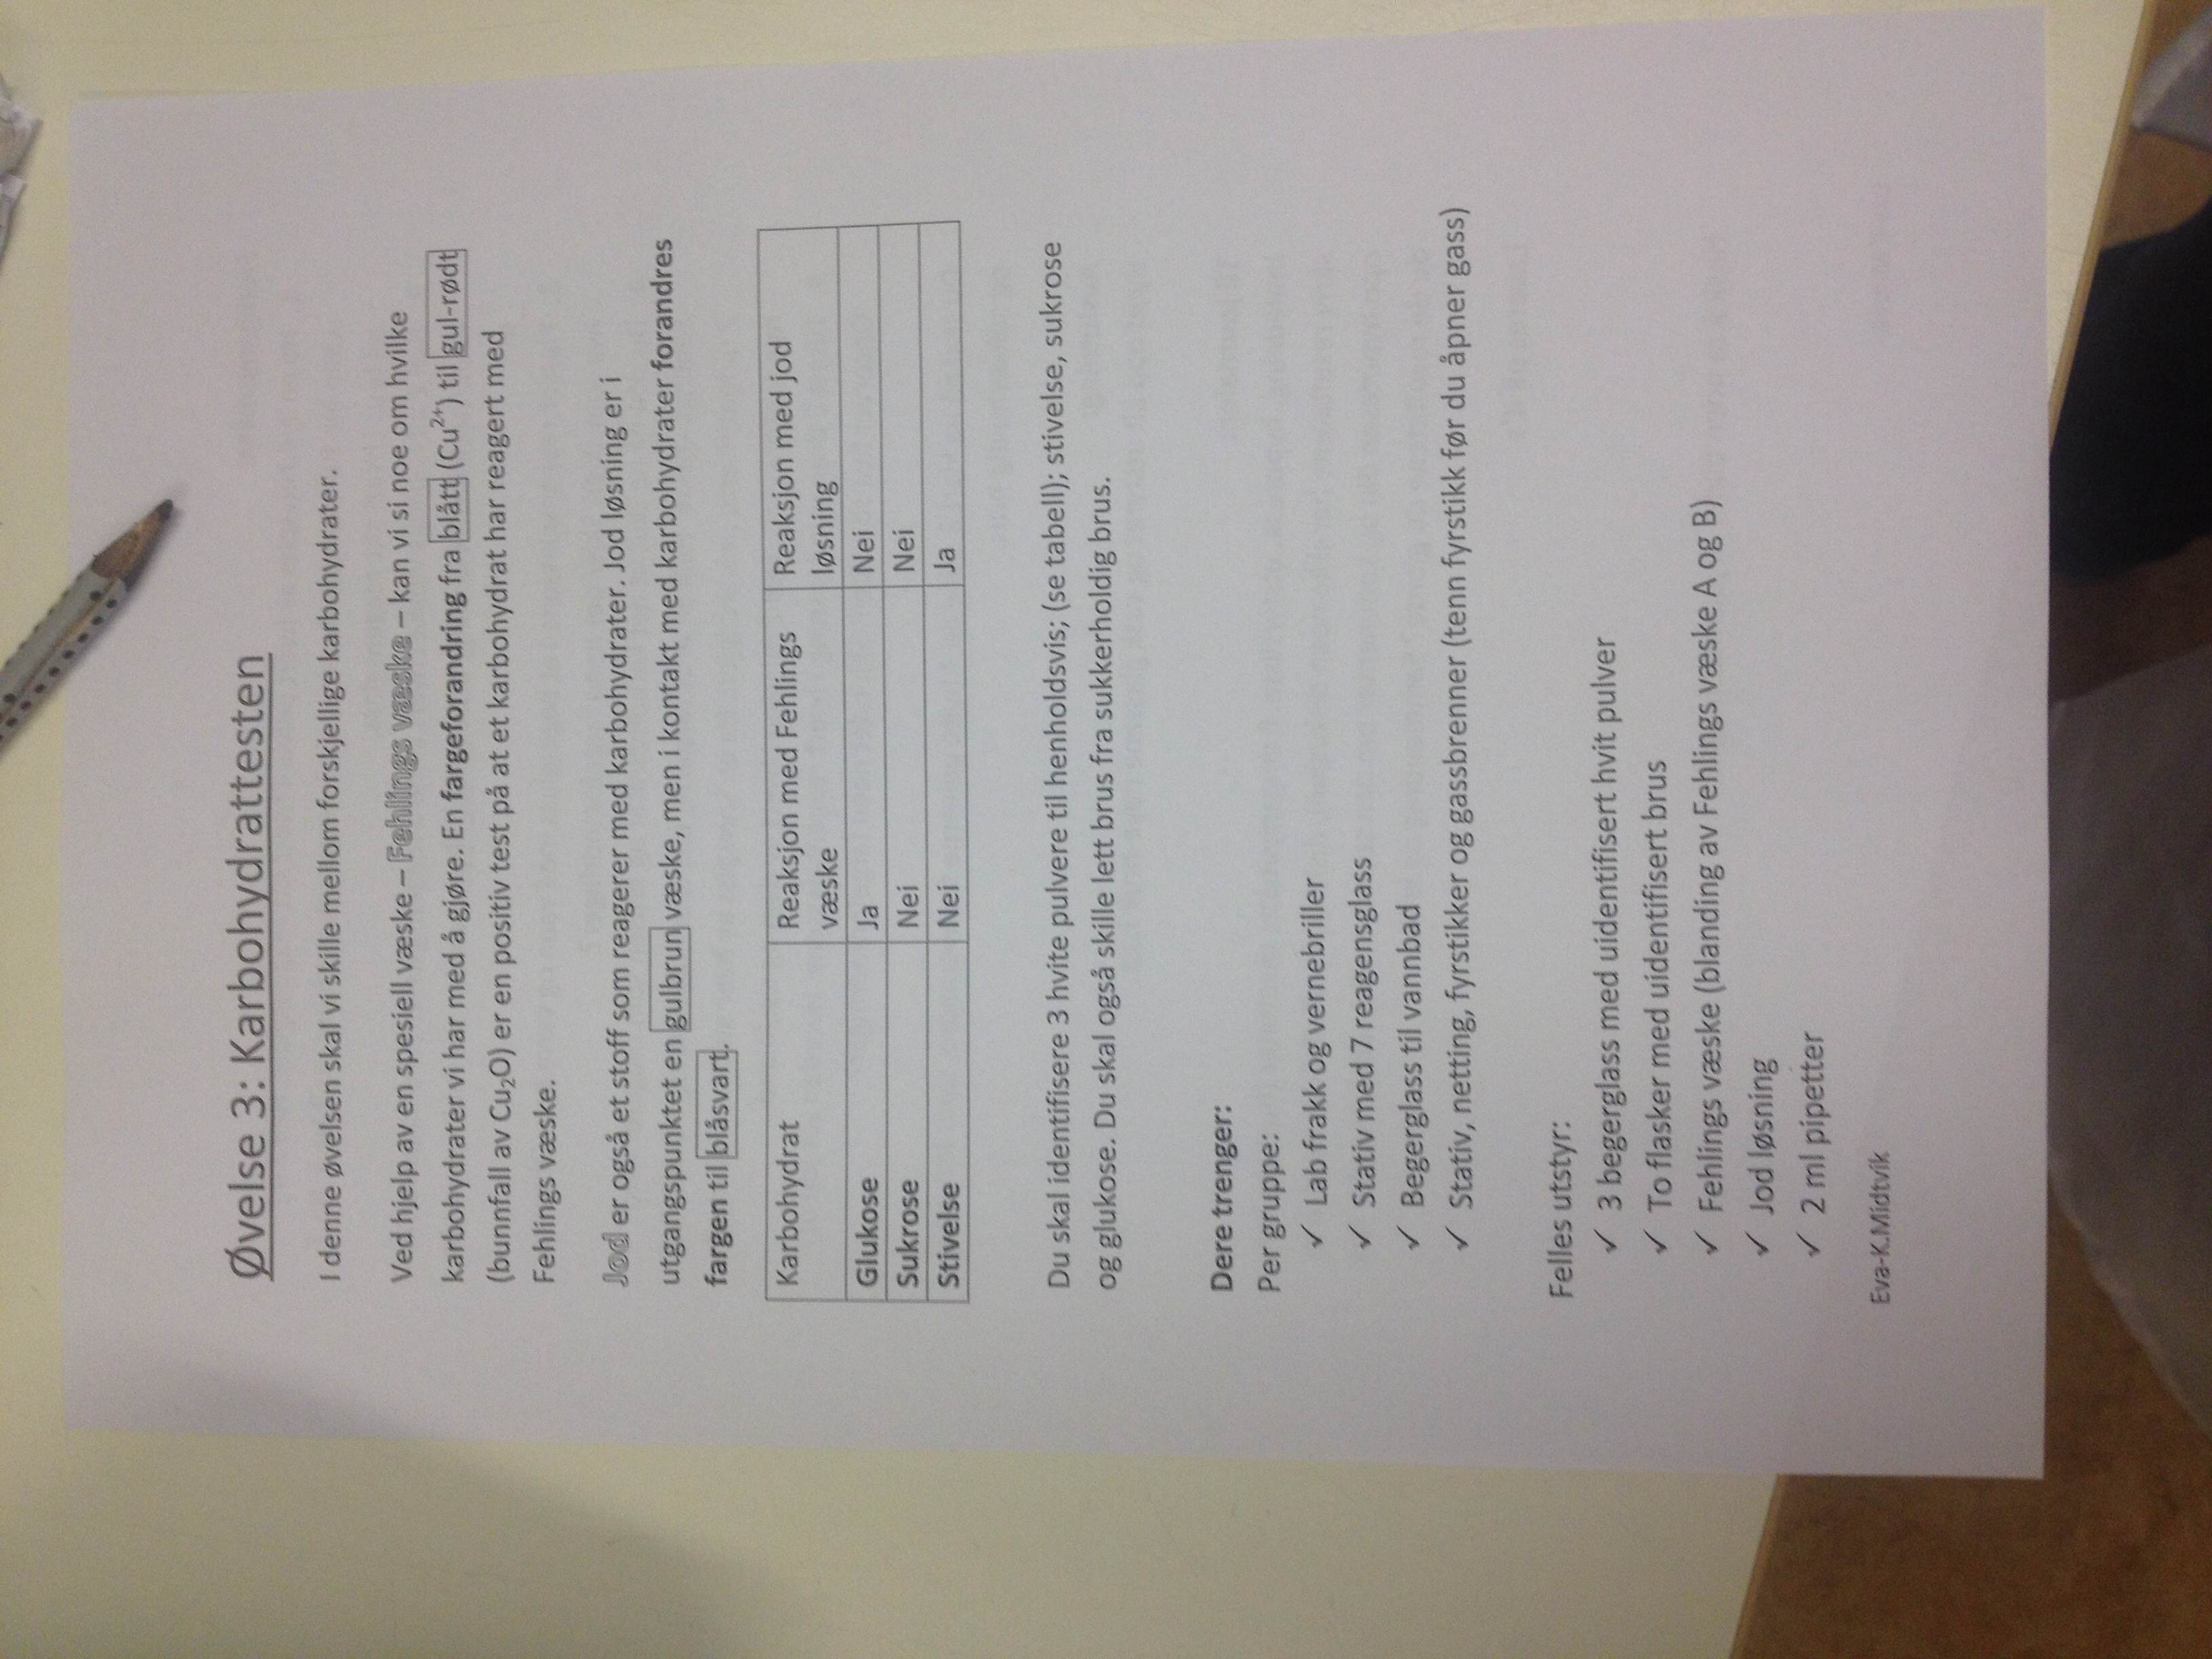 Øvelse 3: Karbohydrattesten
I denne øvelsen skal vi skille mellom forskjellige karbohydrater.
Ved hjelp av en spesiell væske – Fehlings væske – kan vi si noe om hvilke
karbohydrater vi har med å gjøre. En fargeforandring fra blått (Cu²⁺) til gul-rødt
(bunnfall av Cu₂O) er en positiv test på at et karbohydrat har reagert med
Fehlings væske.
Jod er også et stoff som reagerer med karbohydrater. Jod løsning er i
utgangspunktet en gulbrun væske, men i kontakt med karbohydrater forandres
fargen til blåsvart.
Karbohydrat Reaksjon med Fehlings væske Reaksjon med jod løsning
Glukose Ja Nei
Sukrose Nei Nei
Stivelse Nei Ja
Du skal identifisere 3 hvite pulvere til henholdsvis; (se tabell); stivelse, sukrose
og glukose. Du skal også skille lett brus fra sukkerholdig brus.
Dere trenger:
Per gruppe:
✓ Lab frakk og vernebriller
✓ Stativ med 7 reagensglass
✓ Begerglass til vannbad
✓ Stativ, netting, fyrstikker og gassbrenner (tenn fyrstikk før du åpner gass)
Felles utstyr:
✓ 3 begerglass med uidentifisert hvit pulver
✓ To flasker med uidentifisert brus
✓ Fehlings væske (blanding av Fehlings væske A og B)
✓ Jod løsning
✓ 2 ml pipetter
Eva-K.Midtvik